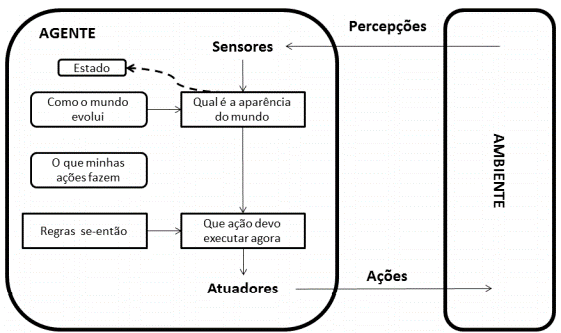 AGENTE
Sensores
Percepções
Estado
Como o mundo
evolui
Qual é a aparência
do mundo
O que minhas
ações fazem
Regras se-então
Que ação devo
executar agora
Atuadores
Ações
AMBIENTE